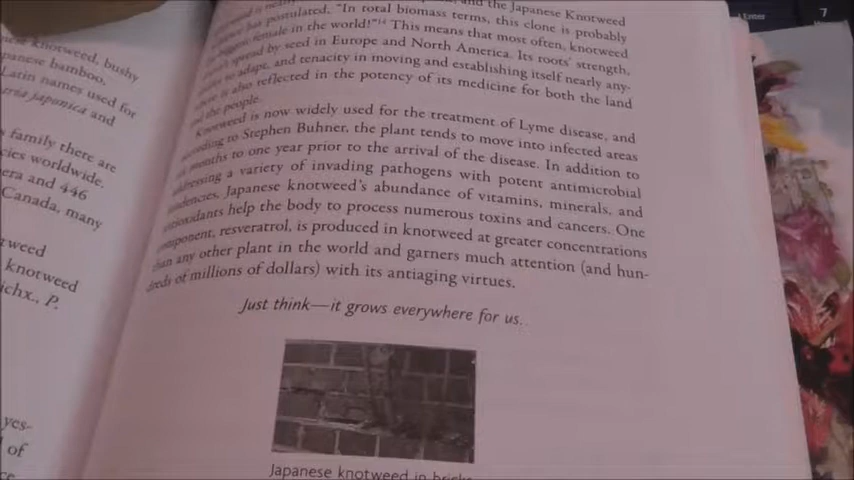 knotweed, bushy
panese bamboo,
Latin names used for
japonica and
s family there are
cies worldwide.
era and 446
Canada, many
knotweed
ichx., P.
yes-
of
and the Japanese Knotweed
has postulated. "In total biomass terms, this clone is probably
female in the world!"14 This means that most often, knotweed
spread by seed in Europe and North America. Its roots' strength,
to adapt, and tenacity in moving and establishing itself nearly any-
is also reflected in the potency of its medicine for both the land
the people.
Knotweed is now widely used for the treatment of Lyme disease, and
according to Stephen Buhner, the plant tends to move into infected areas
months to one year prior to the arrival of the disease. In addition to
addressing a variety of invading pathogens with potent antimicrobial
tendencies, Japanese knotweed's abundance of vitamins, minerals, and
antioxidants help the body to process numerous toxins and cancers. One
component, resveratrol, is produced in knotweed at greater concentrations
than any other plant in the world and garners much attention (and hun-
dreds of millions of dollars) with its antiaging virtues.
Just think—it grows everywhere for us.
Japanese knotweed in bricks
Enter
7